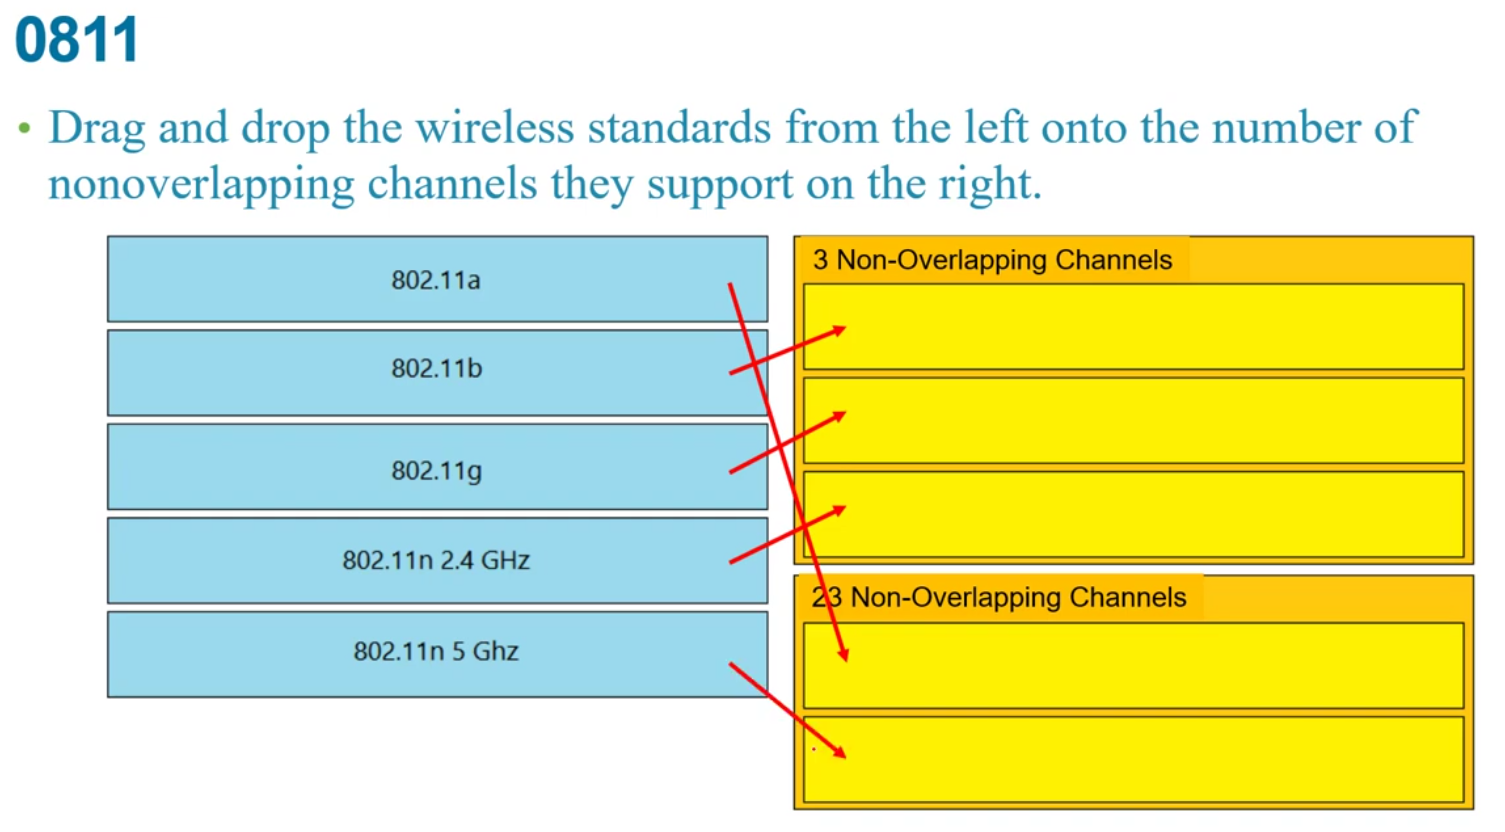 0811
• Drag and drop the wireless standards from the left onto the number of
nonoverlapping channels they support on the right.
802.11a
802.11b
802.11g
802.11n 2.4 GHz
802.11n 5 Ghz
3 Non-Overlapping Channels
23 Non-Overlapping Channels